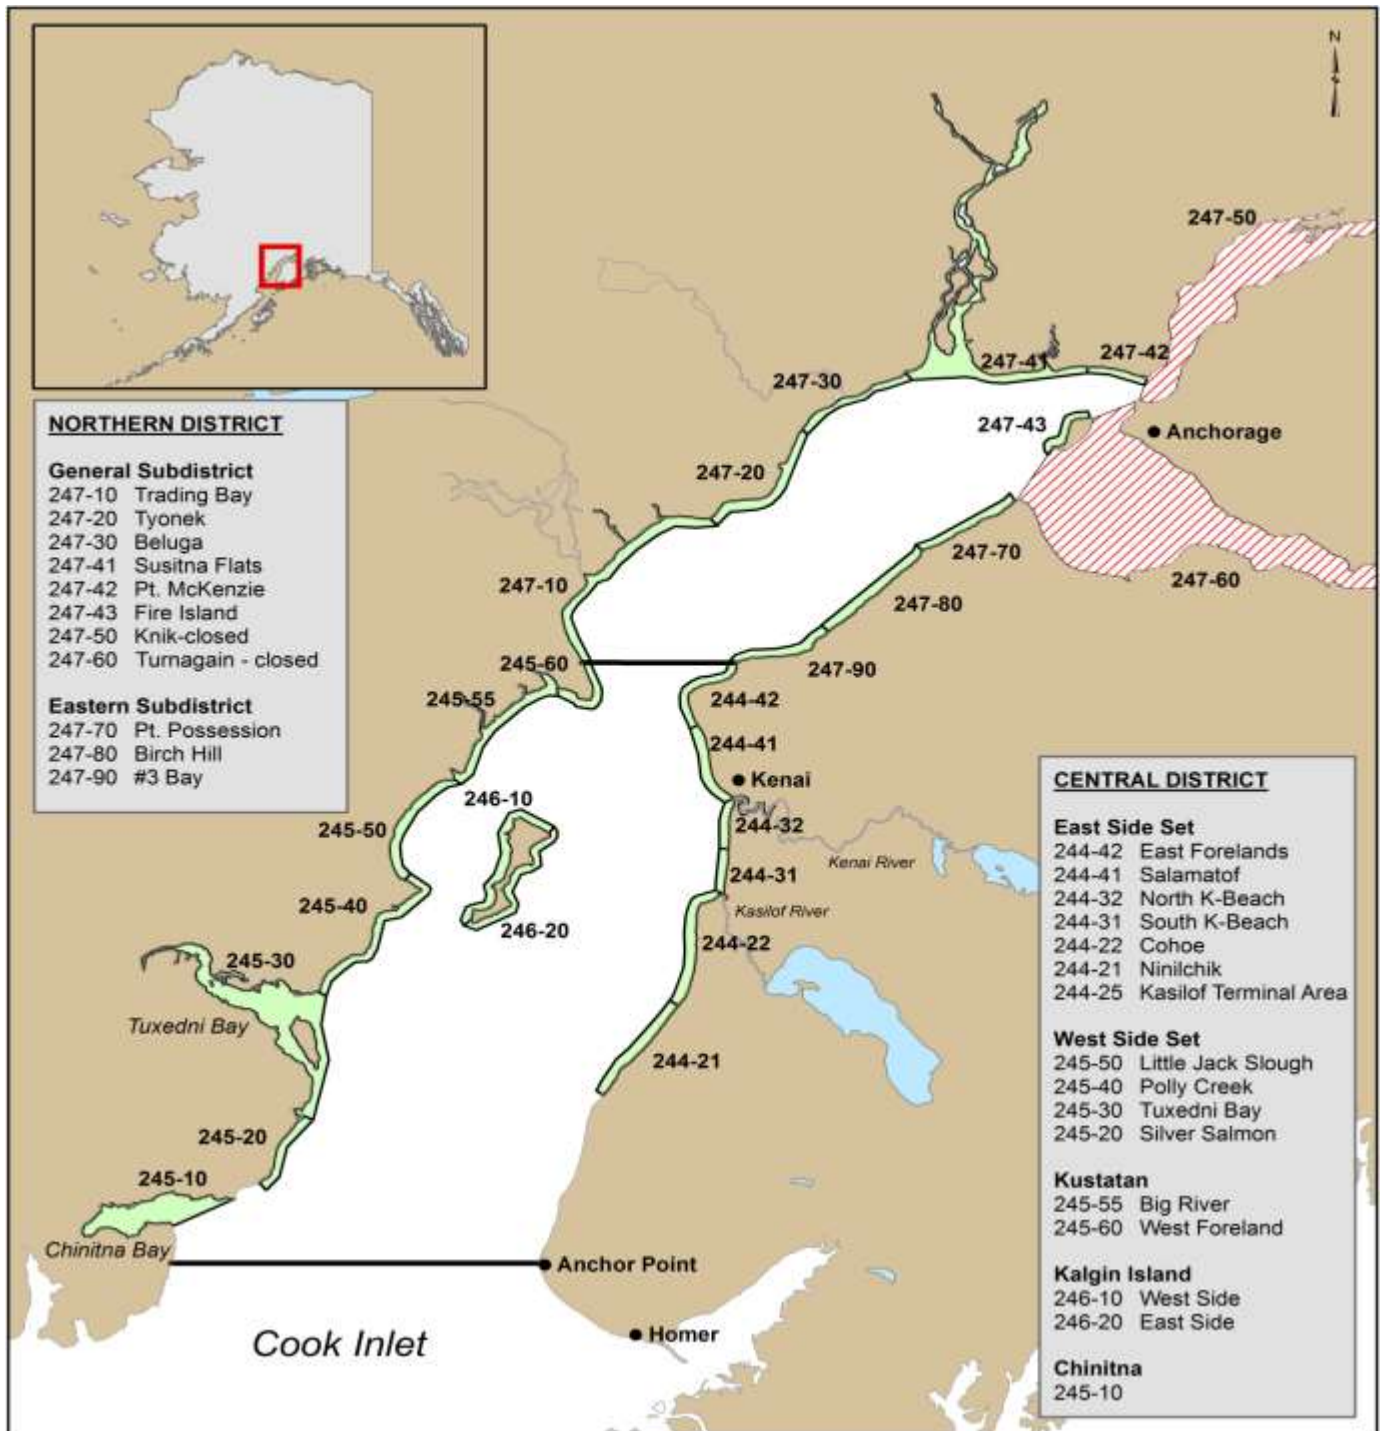 N
247-50
247-41
247-42
247-30
247-43
Anchorage
247-20
247-70
247-60
247-10
247-80
245-60
247-90
245-55
244-42
244-41
Kenai
246-10
245-50
244-32
Kenai River
244-31
245-40
Kasilof River
246-20
244-22
245-30
Tuxedni Bay
244-21
245-20
245-10
Chinitna Bay
Anchor Point
Homer
Cook Inlet
NORTHERN DISTRICT
General Subdistrict
247-10 Trading Bay
247-20 Tyonek
247-30 Beluga
247-41 Susitna Flats
247-42 Pt. McKenzie
247-43 Fire Island
247-50 Knik-closed
247-60 Turnagain - closed
Eastern Subdistrict
247-70 Pt. Possession
247-80 Birch Hill
247-90 #3 Bay
CENTRAL DISTRICT
East Side Set
244-42 East Forelands
244-41 Salamatof
244-32 North K-Beach
244-31 South K-Beach
244-22 Cohoe
244-21 Ninilchik
244-25 Kasilof Terminal Area
West Side Set
245-50 Little Jack Slough
245-40 Polly Creek
245-30 Tuxedni Bay
245-20 Silver Salmon
Kustatan
245-55 Big River
245-60 West Foreland
Kalgin Island
246-10 West Side
246-20 East Side
Chinitna
245-10